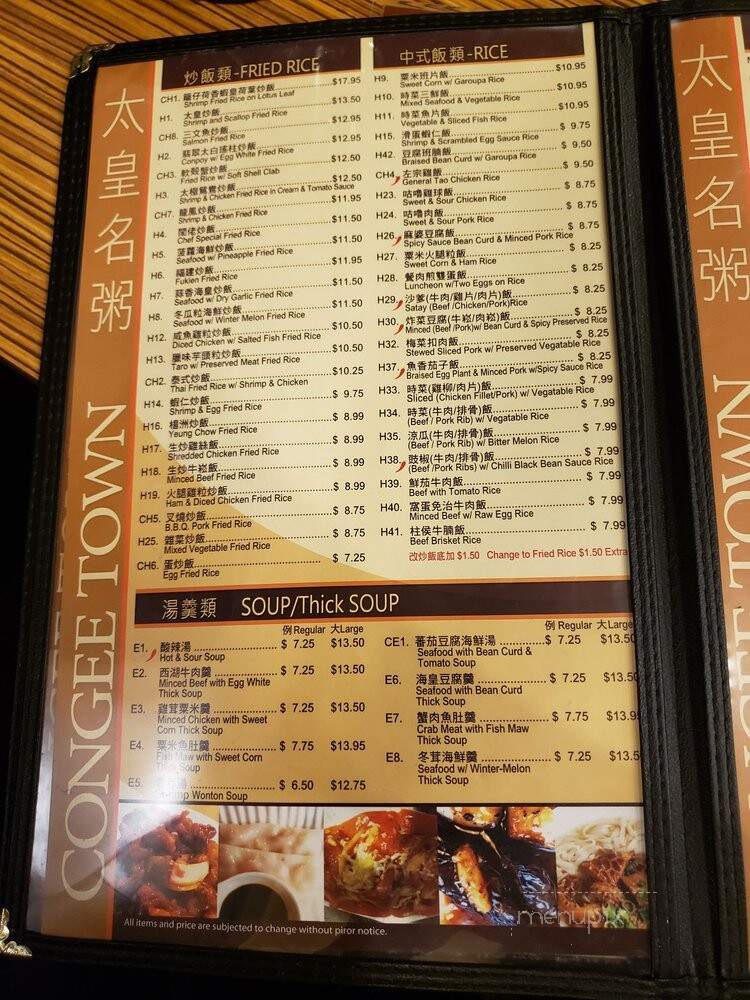 太皇名粥
CONGEE TOWN
炒飯類-FRIED RICE
CH1. 籠仔荷香蝦皇荷葉炒飯 $17.95
Shrimp Fried Rice on Lotus Leaf
H1. 太皇炒飯 $13.50
Shrimp and Scallop Fried Rice
CH8. 三文魚炒飯 $12.95
Salmon Fried Rice
H2. 翡翠太白瑤柱炒飯 $12.95
Conpoy w/ Egg White Fried Rice
CH3. 軟殼蟹炒飯 $12.50
Fried Rice w/ Soft Shell Clab
H3. 太極鴛鴦炒飯 $12.50
Shrimp & Chicken Fried Rice in Cream & Tomato Sauce
CH7. 龍鳳炒飯 $11.95
Shrimp & Chicken Fried Rice
H4. 闊佬炒飯 $11.50
Chef Special Fried Rice
H5. 菠蘿海鮮炒飯 $11.50
Seafood w/ Pineapple Fried Rice
H6. 福建炒飯 $11.95
Fukien Fried Rice
H7. 蒜香海皇炒飯 $11.50
Seafood w/ Dry Garlic Fried Rice
H8. 冬瓜粒海鮮炒飯 $11.50
Seafood w/ Winter Melon Fried Rice
H12. 咸魚雞粒炒飯 $10.50
Diced Chicken w/ Salted Fish Fried Rice
H13. 臘味芋頭粒炒飯 $10.50
Taro w/ Preserved Meat Fried Rice
CH2. 泰式炒飯 $10.25
Thai Fried Rice w/ Shrimp & Chicken
H14. 蝦仁炒飯 $ 9.75
Shrimp & Egg Fried Rice
H16. 楊洲炒飯 $ 8.99
Yeung Chow Fried Rice
H17. 生炒雞絲飯 $ 8.99
Shredded Chicken Fried Rice
H18. 生炒牛崧飯 $ 8.99
Minced Beef Fried Rice
H19. 火腿雞粒炒飯 $ 8.99
Ham & Diced Chicken Fried Rice
CH5. 叉燒炒飯 $ 8.75
B.B.Q. Pork Fried Rice
H25. 雜菜炒飯 $ 8.75
Mixed Vegetable Fried Rice
CH6. 蛋炒飯 $ 7.25
Egg Fried Rice
中式飯類-RICE
H9. 粟米班片飯 $10.95
Sweet Corn w/ Garoupa Rice
H10. 時菜三鮮飯 $10.95
Mixed Seafood & Vegetable Rice
H11. 時菜魚片飯 $10.95
Vegetable & Sliced Fish Rice
H15. 滑蛋蝦仁飯 $ 9.75
Shrimp & Scrambled Egg Sauce Rice
H42. 豆腐班腩飯 $ 9.50
Braised Bean Curd w/ Garoupa Rice
CH4. 左宗雞飯 $ 9.50
General Tao Chicken Rice
H23. 咕嚕雞球飯 $ 8.75
Sweet & Sour Chicken Rice
H24. 咕嚕肉飯 $ 8.75
Sweet & Sour Pork Rice
H26. 麻婆豆腐飯 $ 8.75
Spicy Sauce Bean Curd & Minced Pork Rice
H27. 粟米火腿粒飯 $ 8.25
Sweet Corn & Ham Rice
H28. 餐肉煎雙蛋飯 $ 8.25
Luncheon w/Two Eggs on Rice
H29. 沙爹(牛肉/雞片/肉片)飯 $ 8.25
Satay (Beef /Chicken/Pork)Rice
H30. 炸菜豆腐(牛崧/肉崧)飯 $ 8.25
Minced (Beef /Pork)w/ Bean Curd & Spicy Preserved Rice
H32. 梅菜扣肉飯 $ 8.25
Stewed Sliced Pork w/ Preserved Vegatable Rice
H37. 魚香茄子飯 $ 8.25
Braised Egg Plant & Minced Pork w/Spicy Sauce Rice
H33. 時菜(雞柳/肉片)飯 $ 7.99
Sliced (Chicken Fillet/Pork) w/ Vegatable Rice
H34. 時菜(牛肉/排骨)飯 $ 7.99
(Beef / Pork Rib) w/ Vegatable Rice
H35. 涼瓜(牛肉/排骨)飯 $ 7.99
(Beef / Pork Rib) w/ Bitter Melon Rice
H38. 豉椒(牛肉/排骨)飯 $ 7.99
(Beef /Pork Ribs) w/ Chilli Black Bean Sauce Rice
H39. 鮮茄牛肉飯 $ 7.99
Beef with Tomato Rice
H40. 窩蛋免治牛肉飯 $ 7.99
Minced Beef w/ Raw Egg Rice
H41. 柱侯牛腩飯 $ 7.99
Beef Brisket Rice
改炒飯底加 $1.50 Change to Fried Rice $1.50 Extra
湯羹類 SOUP/Thick SOUP
例 Regular 大Large
E1. 酸辣湯 $ 7.25 $13.50
Hot & Sour Soup
E2. 西湖牛肉羹 $ 7.25 $13.50
Minced Beef with Egg White
Thick Soup
E3. 雞茸粟米羹 $ 7.25 $13.50
Minced Chicken with Sweet
Corn Thick Soup
E4. 粟米魚肚羹 $ 7.75 $13.95
Fish Maw with Sweet Corn
Thick Soup
E5. $ 6.50 $12.75
Wonton Soup
例 Regular 大Large
CE1. 蕃茄豆腐海鮮湯 $ 7.25 $13.50
Seafood with Bean Curd &
Tomato Soup
E6. 海皇豆腐羹 $ 7.25 $13.50
Seafood with Bean Curd
Thick Soup
E7. 蟹肉魚肚羹 $ 7.75 $13.9
Crab Meat with Fish Maw
Thick Soup
E8. 冬茸海鮮羹 $ 7.25 $13.5
Seafood w/ Winter-Melon
Thick Soup
All items and price are subjected to change without piror notice.
太皇名粥